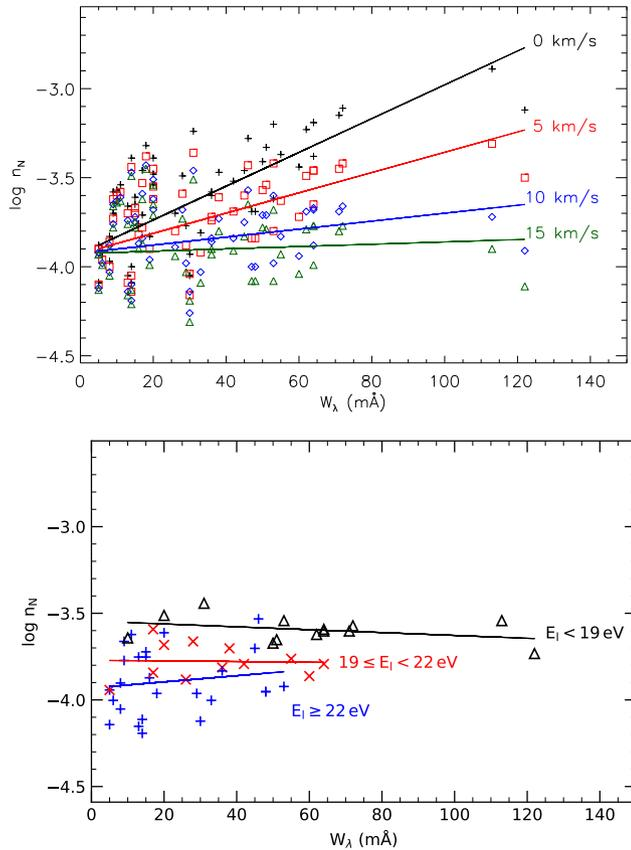 0 km/s
−3.0
5 km/s
−3.5
log n_N
10 km/s
15 km/s
−4.0
−4.5
0 20 40 60 80 100 120 140
W_λ (mÅ)
−3.0
−3.5
log n_N
E_l < 19 eV
19 ≤ E_l < 22 eV
E_l ≥ 22 eV
−4.0
−4.5
0 20 40 60 80 100 120 140
W_λ (mÅ)